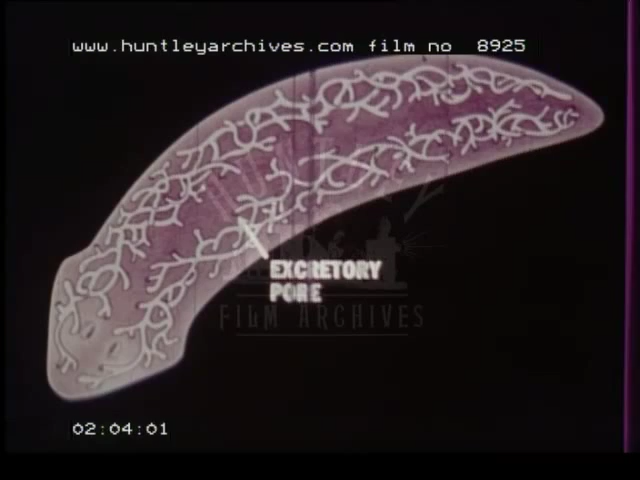 www.huntleyarchives.com film no 8925
EXCRETORY
PORE
FILM ARCHIVES
02:04:01